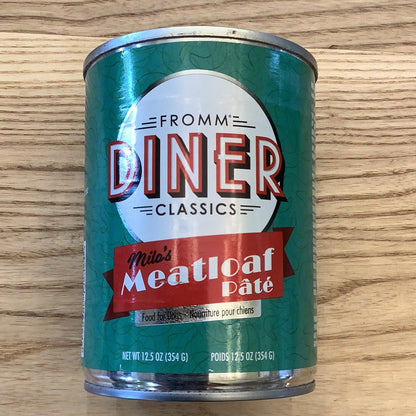 FROMM®
DINER
CLASSICS
Milo's
Meatloaf
Pâté
Food for Dogs • Nourriture pour chiens
NET WT 12.5 OZ (354 G) POIDS 12.5 OZ (354 G)